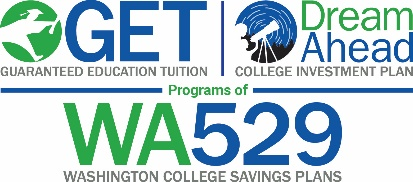 GET
GUARANTEED EDUCATION TUITION
Dream
Ahead
COLLEGE INVESTMENT PLAN
Programs of
WA529
WASHINGTON COLLEGE SAVINGS PLANS